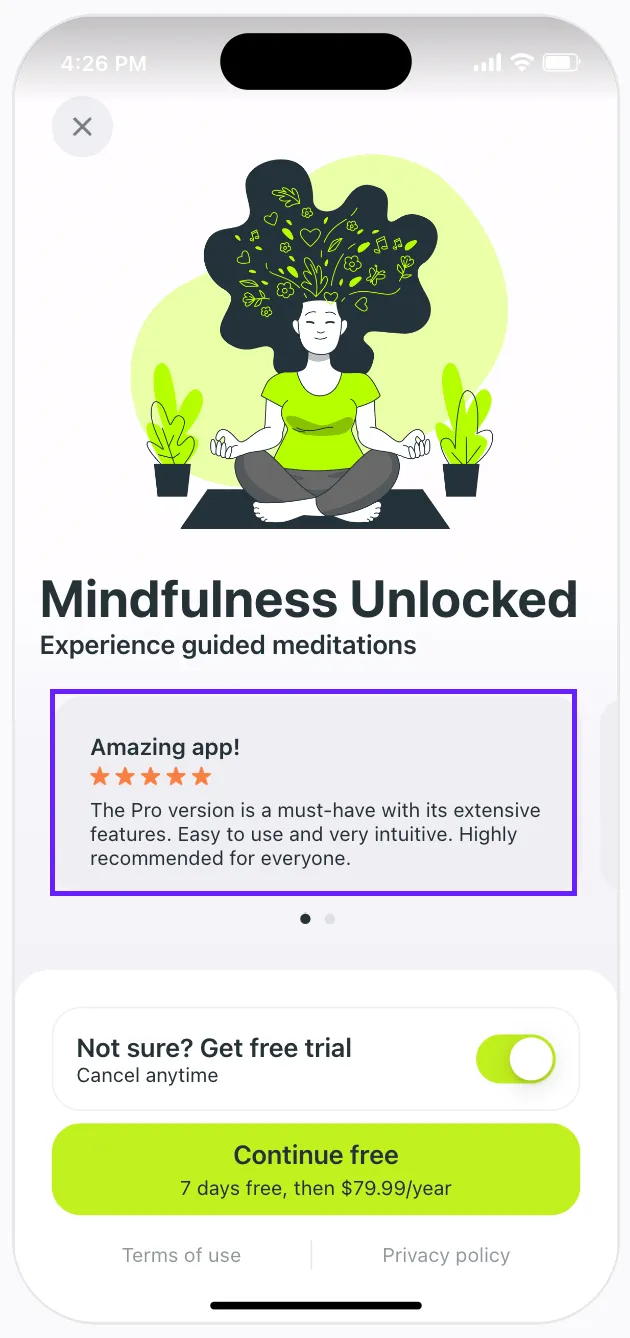 4:26 PM
Mindfulness Unlocked
Experience guided meditations
Amazing app!
The Pro version is a must-have with its extensive
features. Easy to use and very intuitive. Highly
recommended for everyone.
Not sure? Get free trial
Cancel anytime
Continue free
7 days free, then $79.99/year
Terms of use
Privacy policy